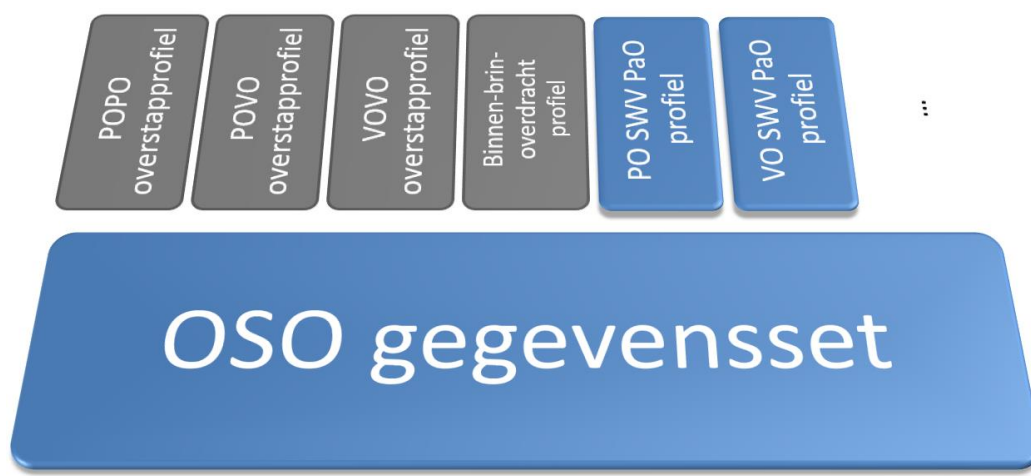 POPO
overstapprofiel
POVO
overstapprofiel
VOVO
overstapprofiel
Binnen-brin-
overdracht
profiel
PO SWV PaO
profiel
VO SWV PaO
profiel
...
OSO gegevensset